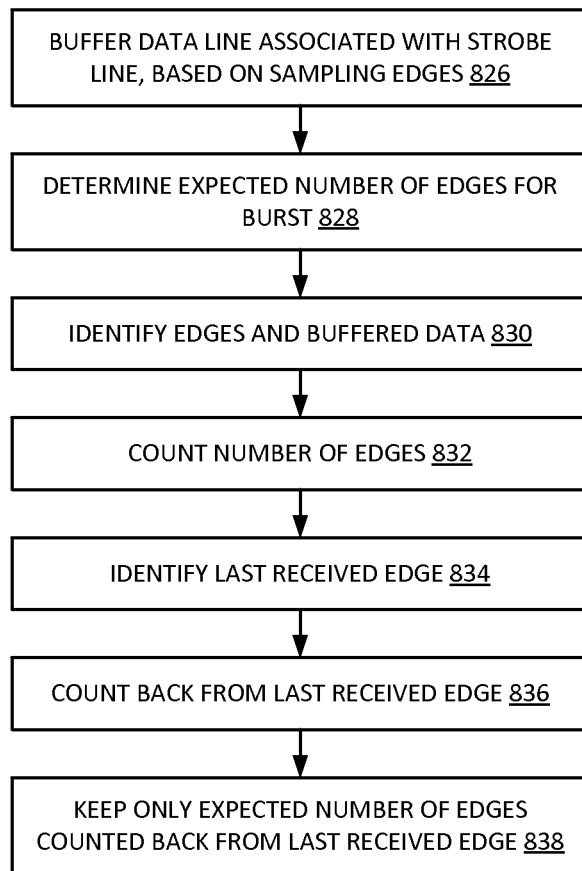 BUFFER DATA LINE ASSOCIATED WITH STROBE
LINE, BASED ON SAMPLING EDGES 826
DETERMINE EXPECTED NUMBER OF EDGES FOR
BURST 828
IDENTIFY EDGES AND BUFFERED DATA 830
COUNT NUMBER OF EDGES 832
IDENTIFY LAST RECEIVED EDGE 834
COUNT BACK FROM LAST RECEIVED EDGE 836
KEEP ONLY EXPECTED NUMBER OF EDGES
COUNTED BACK FROM LAST RECEIVED EDGE 838